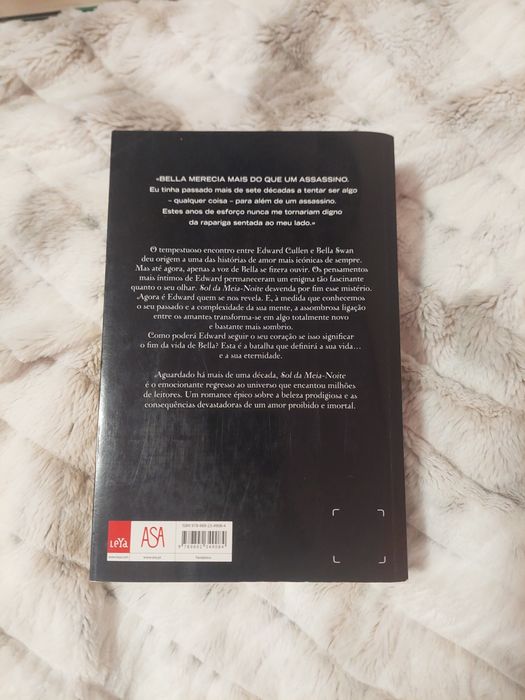 «BELLA MERECIA MAIS DO QUE UM ASSASSINO.
Eu tinha passado mais de sete décadas a tentar ser algo
– qualquer coisa – para além de um assassino.
Estes anos de esforço nunca me tornariam digno
da rapariga sentada ao meu lado.»
O tempestuoso encontro entre Edward Cullen e Bella Swan
deu origem a uma das histórias de amor mais icónicas de sempre.
Mas até agora, apenas a voz de Bella se fizera ouvir. Os pensamentos
mais íntimos de Edward permaneceram um enigma tão fascinante
quanto o seu olhar. Sol da Meia-Noite desvenda por fim esse mistério.
Agora é Edward quem se nos revela. E, à medida que conhecemos
o seu passado e a complexidade da sua mente, a assombrosa ligação
entre os amantes transforma-se em algo totalmente novo
e bastante mais sombrio.
Como poderá Edward seguir o seu coração se isso significar
o fim da vida de Bella? Esta é a batalha que definirá a sua vida…
e a sua eternidade.
Aguardado há mais de uma década, Sol da Meia-Noite
é o emocionante regresso ao universo que encantou milhões
de leitores. Um romance épico sobre a beleza prodigiosa e as
consequências devastadoras de um amor proibido e imortal.
LeYa
ASA